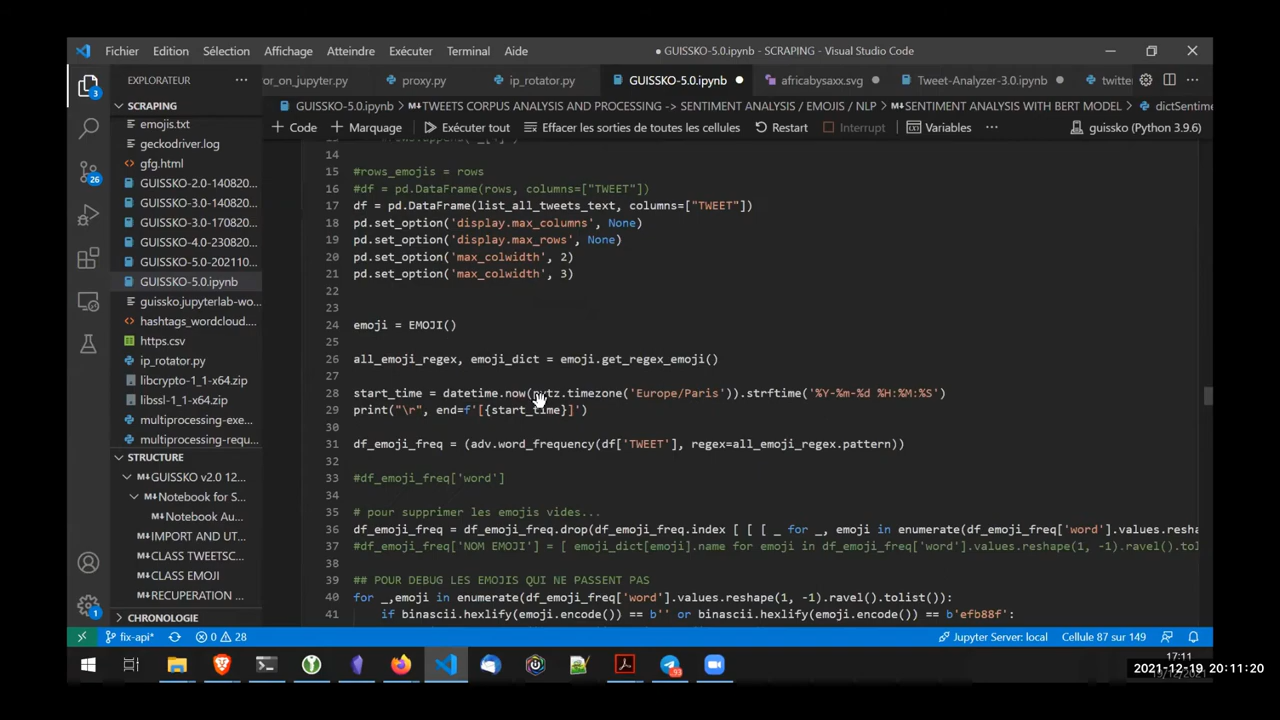 Fichier Edition Sélection Affichage Atteindre Exécuter Terminal Aide
● GUISSKO-5.0.ipynb - SCRAPING - Visual Studio Code
EXPLORATEUR ···
or_on_jupyter.py proxy.py ip_rotator.py GUISSKO-5.0.ipynb africabysaxx.svg Tweet-Analyzer-3.0.ipynb twitte ···
SCRAPING
GUISSKO-5.0.ipynb > TWEETS CORPUS ANALYSIS AND PROCESSING -> SENTIMENT ANALYSIS / EMOJIS / NLP > SENTIMENT ANALYSIS WITH BERT MODEL > dictSentime
+ Code + Marquage Exécuter tout Effacer les sorties de toutes les cellules Restart Interrupt Variables ··· guissko (Python 3.9.6)
emojis.txt
geckodriver.log
gfg.html
GUISSKO-2.0-140820...
GUISSKO-3.0-140820...
GUISSKO-3.0-170820...
GUISSKO-4.0-230820...
GUISSKO-5.0-202110...
GUISSKO-5.0.ipynb
guissko.jupyterlab-wo...
hashtags_wordcloud....
https.csv
ip_rotator.py
libcrypto-1_1-x64.zip
libssl-1_1-x64.zip
multiprocessing-exe...
multiprocessing-requ...
STRUCTURE
GUISSKO v2.0 12...
Notebook for S...
Notebook Au...
IMPORT AND UT...
CLASS TWEETSC...
CLASS EMOJI
RECUPERATION ...
CHRONOLOGIE
3
26
1
14
15 #rows_emojis = rows
16 #df = pd.DataFrame(rows, columns=["TWEET"])
17 df = pd.DataFrame(list_all_tweets_text, columns=["TWEET"])
18 pd.set_option('display.max_columns', None)
19 pd.set_option('display.max_rows', None)
20 pd.set_option('max_colwidth', 2)
21 pd.set_option('max_colwidth', 3)
22
23
24 emoji = EMOJI()
25
26 all_emoji_regex, emoji_dict = emoji.get_regex_emoji()
27
28 start_time = datetime.now(pytz.timezone('Europe/Paris')).strftime('%Y-%m-%d %H:%M:%S')
29 print("\r", end=f'[{start_time}]')
30
31 df_emoji_freq = (adv.word_frequency(df['TWEET'], regex=all_emoji_regex.pattern))
32
33 #df_emoji_freq['word']
34
35 # pour supprimer les emojis vides...
36 df_emoji_freq = df_emoji_freq.drop(df_emoji_freq.index [ [ [ _ for _, emoji in enumerate(df_emoji_freq['word'].values.resha
37 #df_emoji_freq['NOM EMOJI'] = [ emoji_dict[emoji].name for emoji in df_emoji_freq['word'].values.reshape(1, -1).ravel().tol
38
39 ## POUR DEBUG LES EMOJIS QUI NE PASSENT PAS
40 for _,emoji in enumerate(df_emoji_freq['word'].values.reshape(1, -1).ravel().tolist()):
41 if binascii.hexlify(emoji.encode()) == b'' or binascii.hexlify(emoji.encode()) == b'efb88f':
fix-api* 0 28 Jupyter Server: local Cellule 87 sur 149
93
17:11
2021-12-19 20:11:20